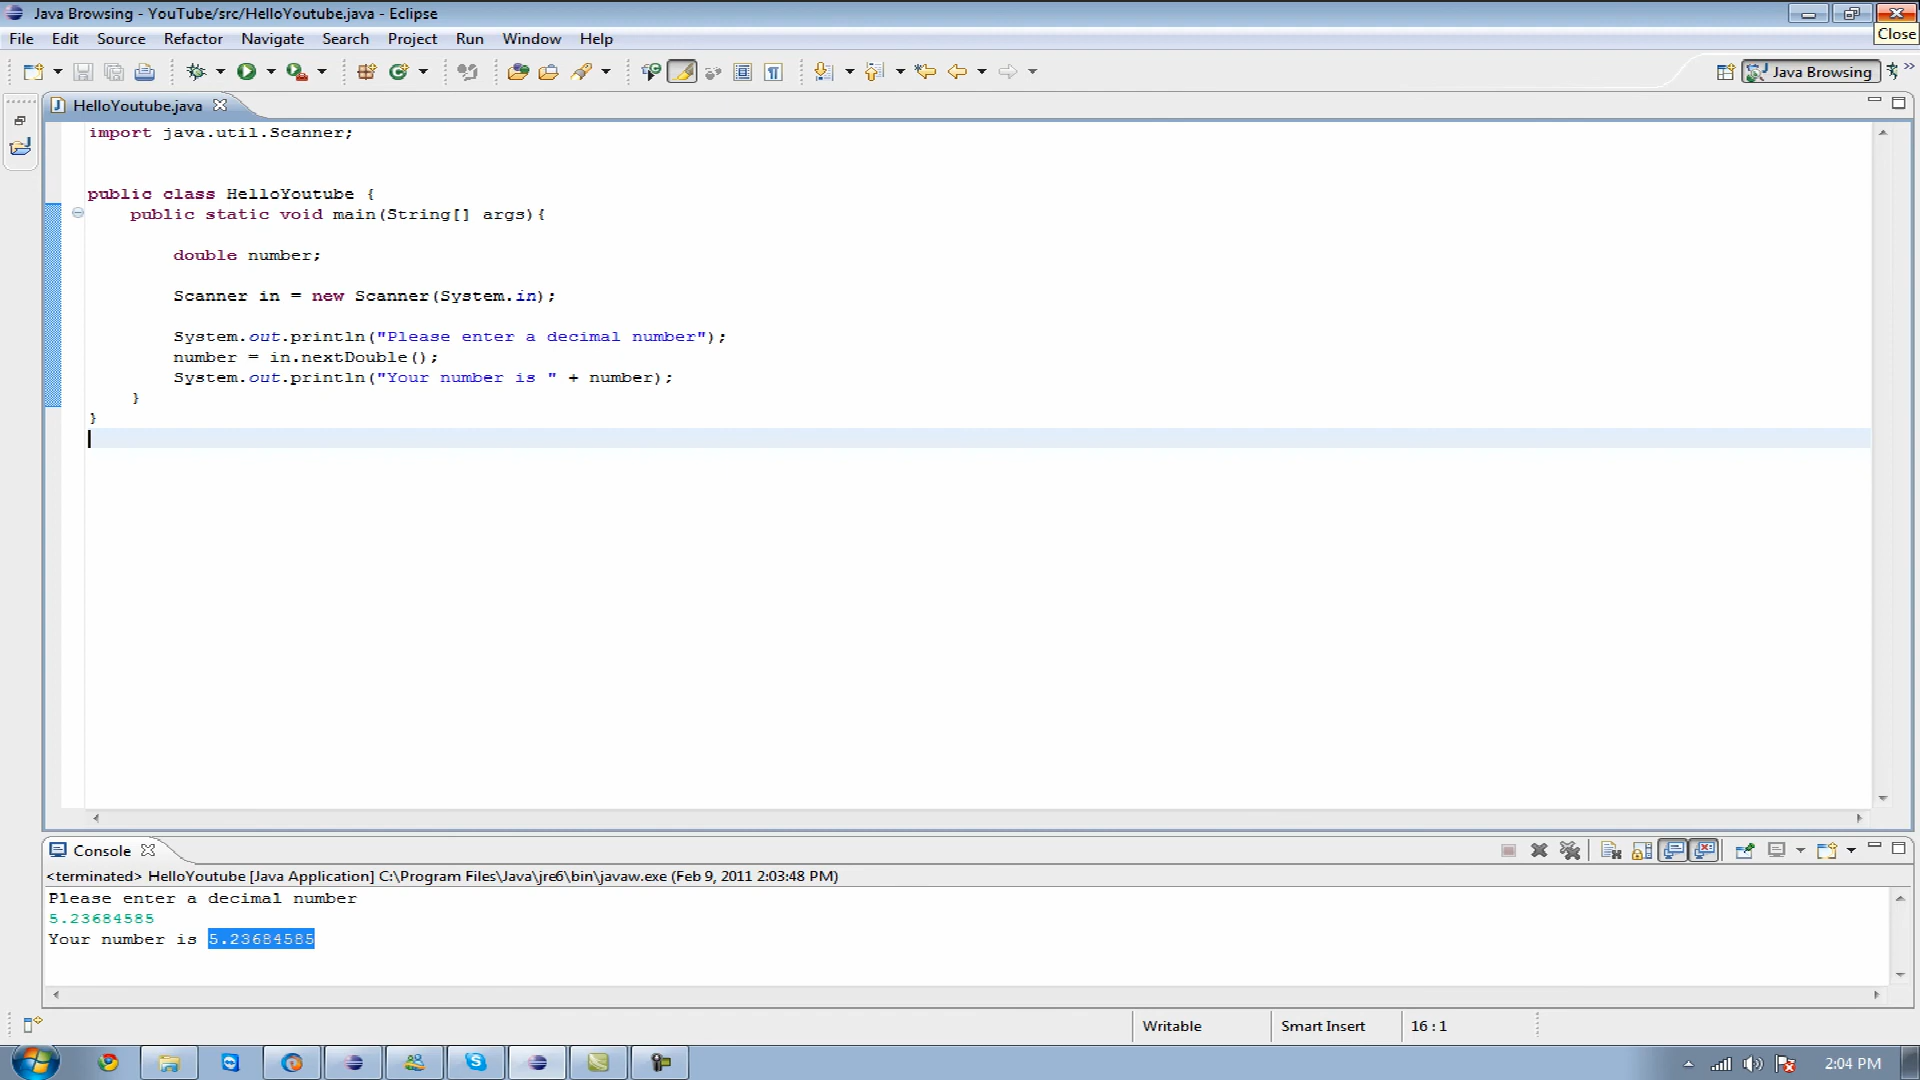 Java Browsing - YouTube/src/HelloYoutube.java - Eclipse
Close
File Edit Source Refactor Navigate Search Project Run Window Help
Java Browsing
HelloYoutube.java
import java.util.Scanner;
public class HelloYoutube {
public static void main(String[] args){
double number;
Scanner in = new Scanner(System.in);
System.out.println("Please enter a decimal number");
number = in.nextDouble();
System.out.println("Your number is " + number);
}
}
Console
<terminated> HelloYoutube [Java Application] C:\Program Files\Java\jre6\bin\javaw.exe (Feb 9, 2011 2:03:48 PM)
Please enter a decimal number
5.23684585
Your number is 5.23684585
Writable Smart Insert 16 : 1
2:04 PM